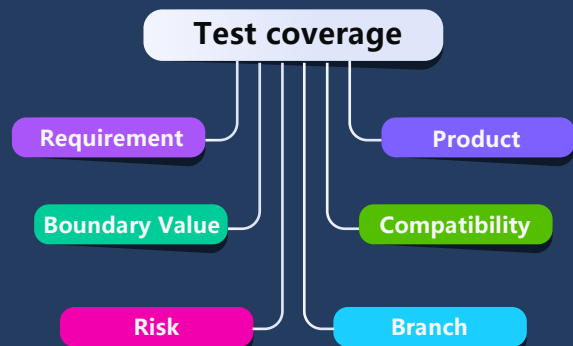 Test coverage
Requirement
Product
Boundary Value
Compatibility
Risk
Branch